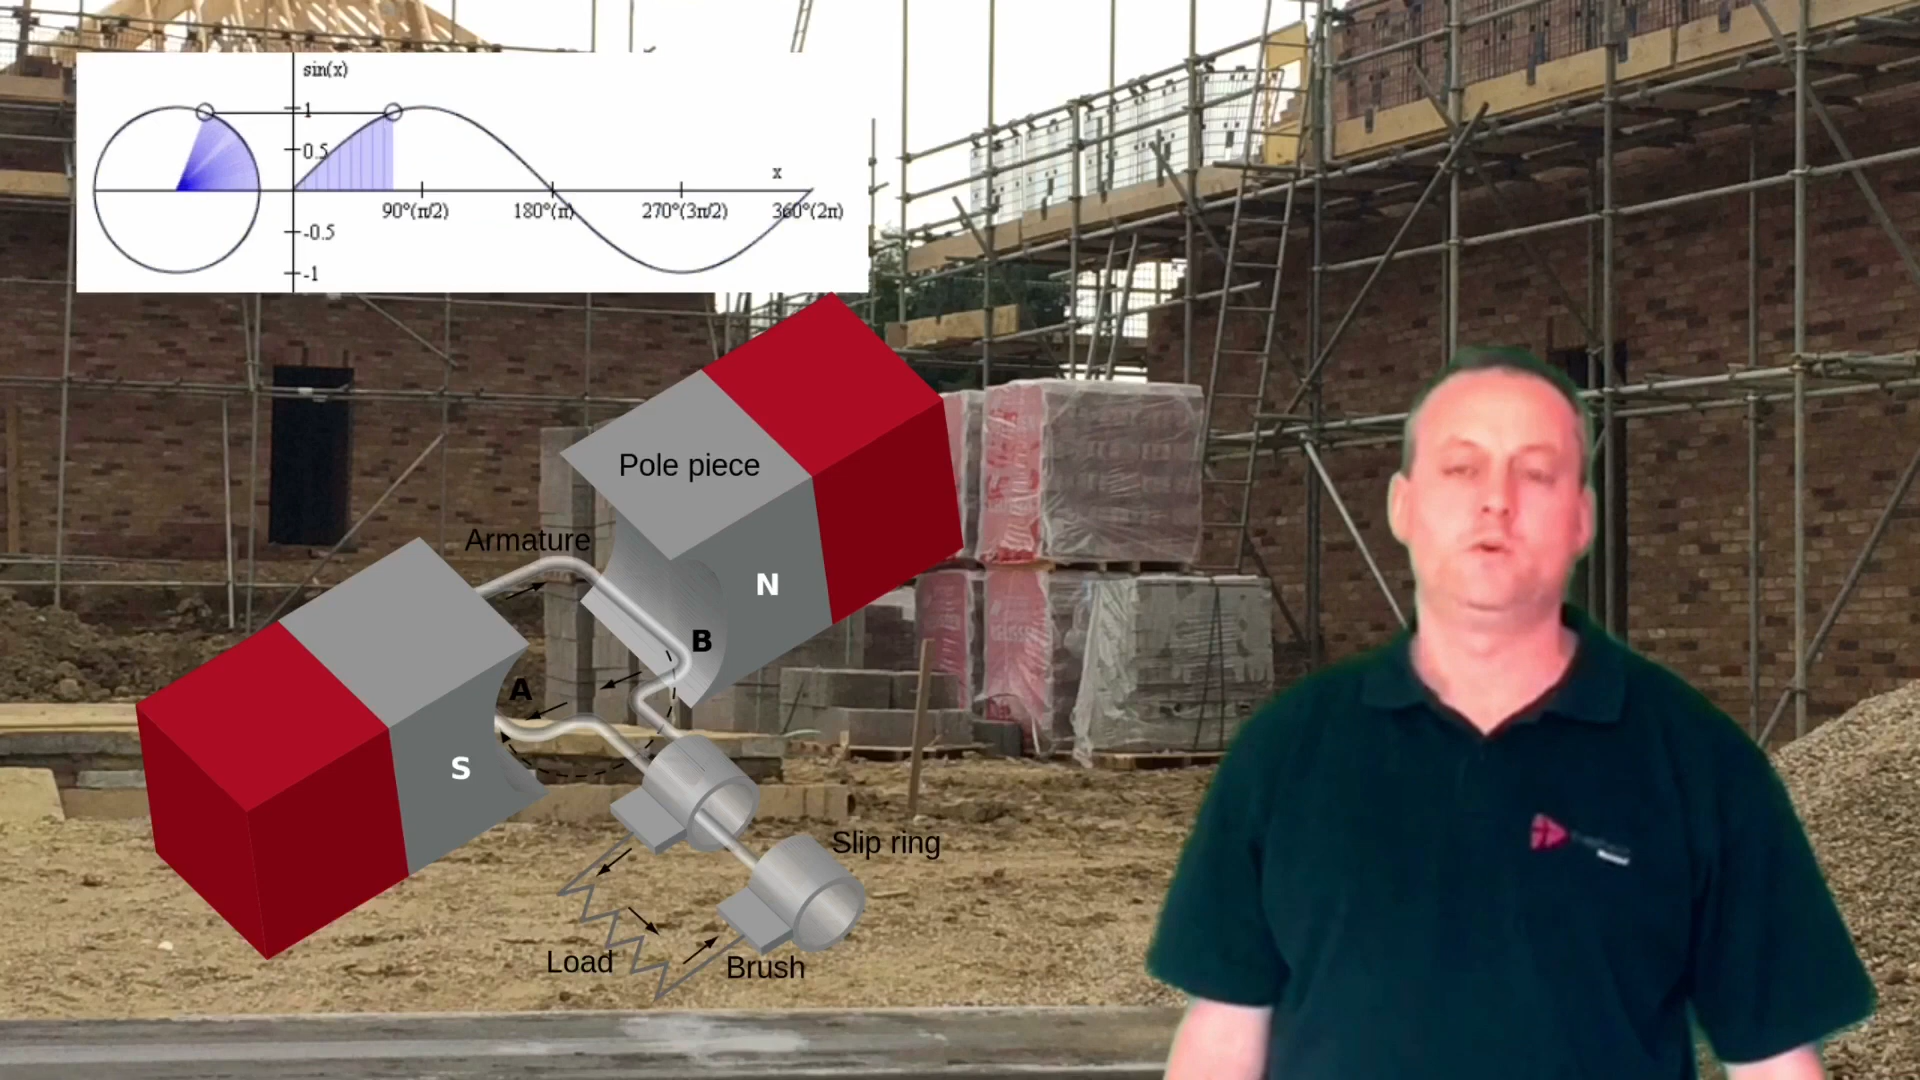 sin(x)
1
0.5
x
90°(π/2)
180°(π)
270°(3π/2)
360°(2π)
-0.5
-1
Pole piece
Armature
N
B
A
S
Slip ring
Load
Brush